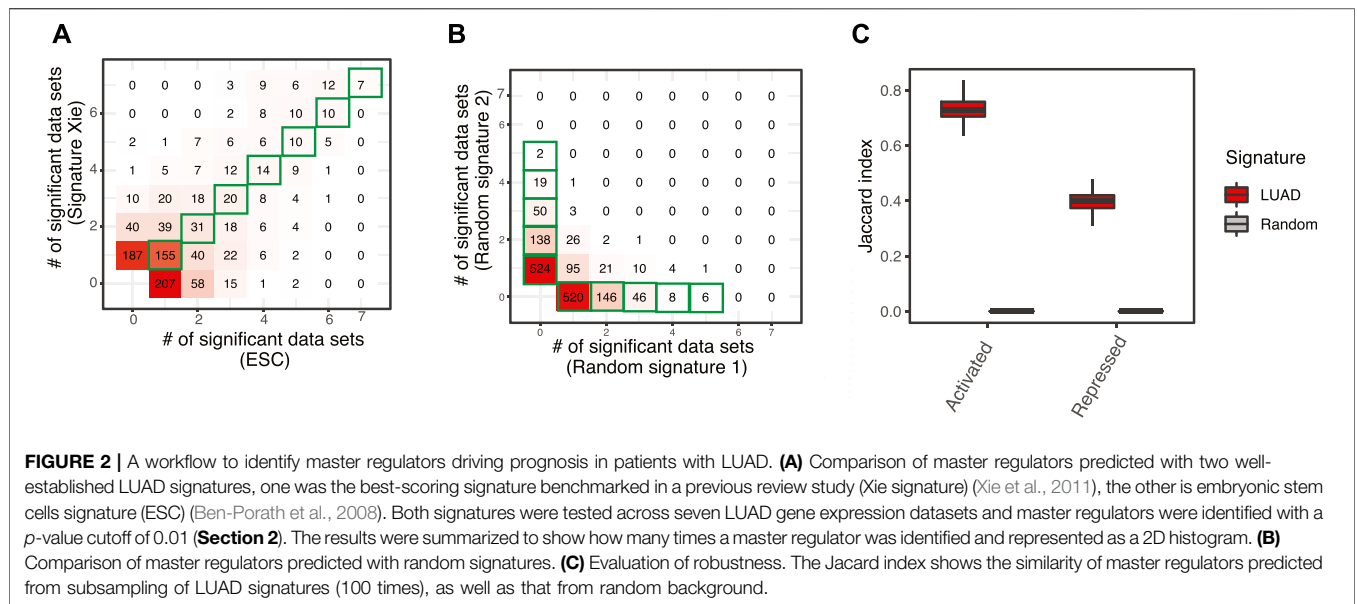 A
# of significant data sets
(Signature Xie)
0 0 0 3 9 6 12 7
6 0 0 0 2 8 10 10 0
2 1 7 6 6 10 5 0
4 1 5 7 12 14 9 1 0
10 20 18 20 8 4 1 0
2 40 39 31 18 6 4 0 0
187 155 40 22 6 2 0 0
0 207 58 15 1 2 0 0
0 2 4 6 7
# of significant data sets
(ESC)
B
# of significant data sets
(Random signature 2)
7 0 0 0 0 0 0 0 0
6 0 0 0 0 0 0 0 0
2 0 0 0 0 0 0 0
4 19 1 0 0 0 0 0 0
50 3 0 0 0 0 0 0
2 138 26 2 1 0 0 0 0
524 95 21 10 4 1 0 0
0 520 146 46 8 6 0 0
0 2 4 6 7
# of significant data sets
(Random signature 1)
C
Jaccard index
0.8
0.6
0.4
0.2
0.0
Activated
Repressed
Signature
LUAD
Random
FIGURE 2 | A workflow to identify master regulators driving prognosis in patients with LUAD. (A) Comparison of master regulators predicted with two well-
established LUAD signatures, one was the best-scoring signature benchmarked in a previous review study (Xie signature) (Xie et al., 2011), the other is embryonic stem
cells signature (ESC) (Ben-Porath et al., 2008). Both signatures were tested across seven LUAD gene expression datasets and master regulators were identified with a
p-value cutoff of 0.01 (Section 2). The results were summarized to show how many times a master regulator was identified and represented as a 2D histogram. (B)
Comparison of master regulators predicted with random signatures. (C) Evaluation of robustness. The Jacard index shows the similarity of master regulators predicted
from subsampling of LUAD signatures (100 times), as well as that from random background.